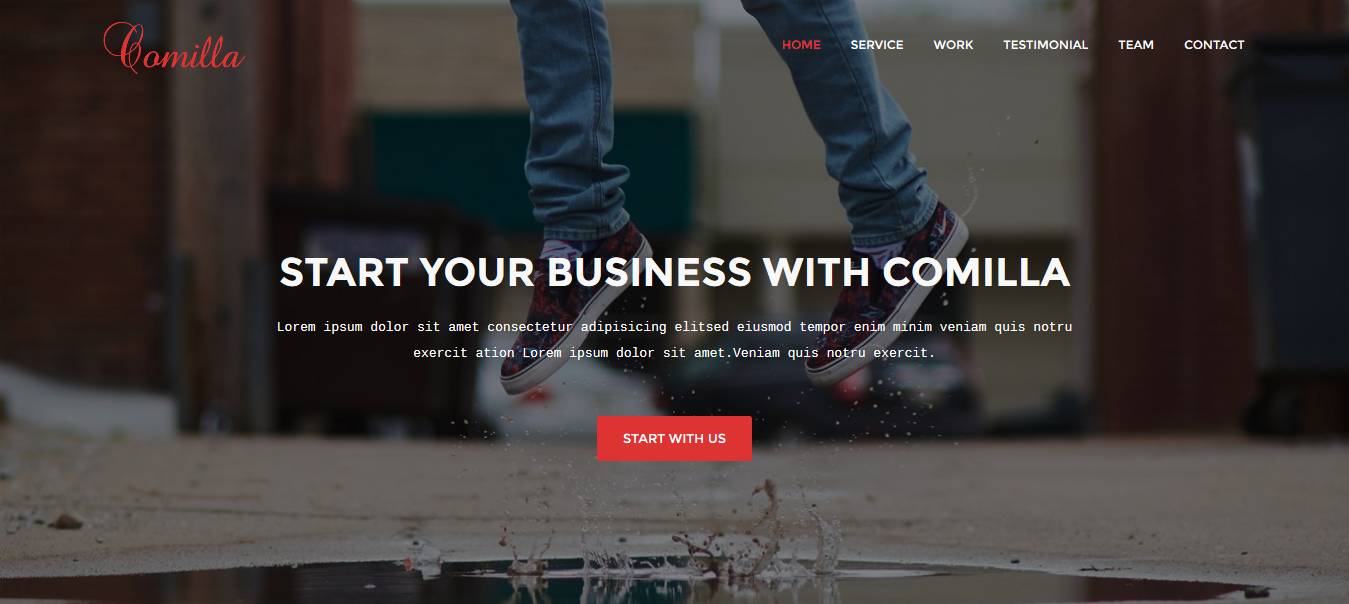 Comilla
HOME SERVICE WORK TESTIMONIAL TEAM CONTACT
START YOUR BUSINESS WITH COMILLA
Lorem ipsum dolor sit amet consectetur adipisicing elitsed eiusmod tempor enim minim veniam quis notru
exercit ation Lorem ipsum dolor sit amet.Veniam quis notru exercit.
START WITH US